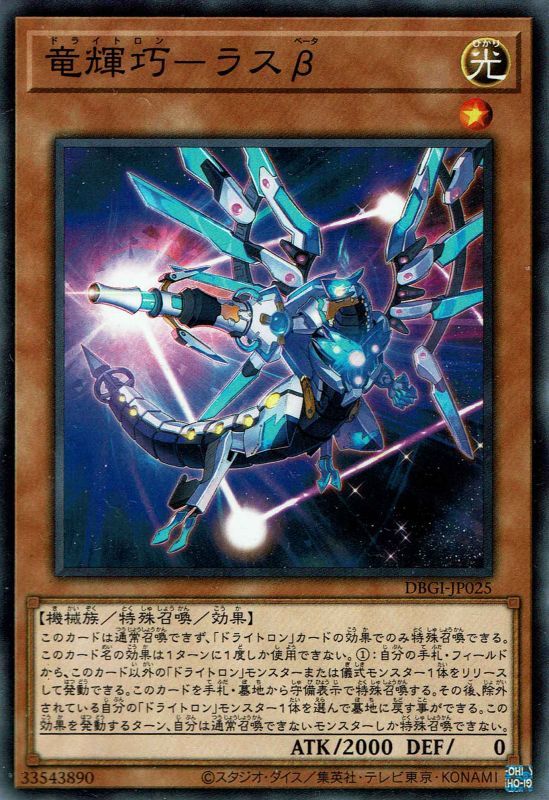 ドライトロン ベータ
竜輝巧－ラスβ
ひかり
光
DBGI-JP025
【機械族／特殊召喚／効果】
このカードは通常召喚できず、「ドライトロン」カードの効果でのみ特殊召喚できる。
このカード名の効果は1ターンに1度しか使用できない。①：自分の手札・フィールド
から、このカード以外の「ドライトロン」モンスターまたは儀式モンスター1体をリリース
して発動できる。このカードを手札・墓地から守備表示で特殊召喚する。その後、除外
されている自分の「ドライトロン」モンスター1体を選んで墓地に戻す事ができる。この
効果を発動するターン、自分は通常召喚できないモンスターしか特殊召喚できない。
ATK/2000 DEF/ 0
33543890
©スタジオ・ダイス／集英社・テレビ東京・KONAMI